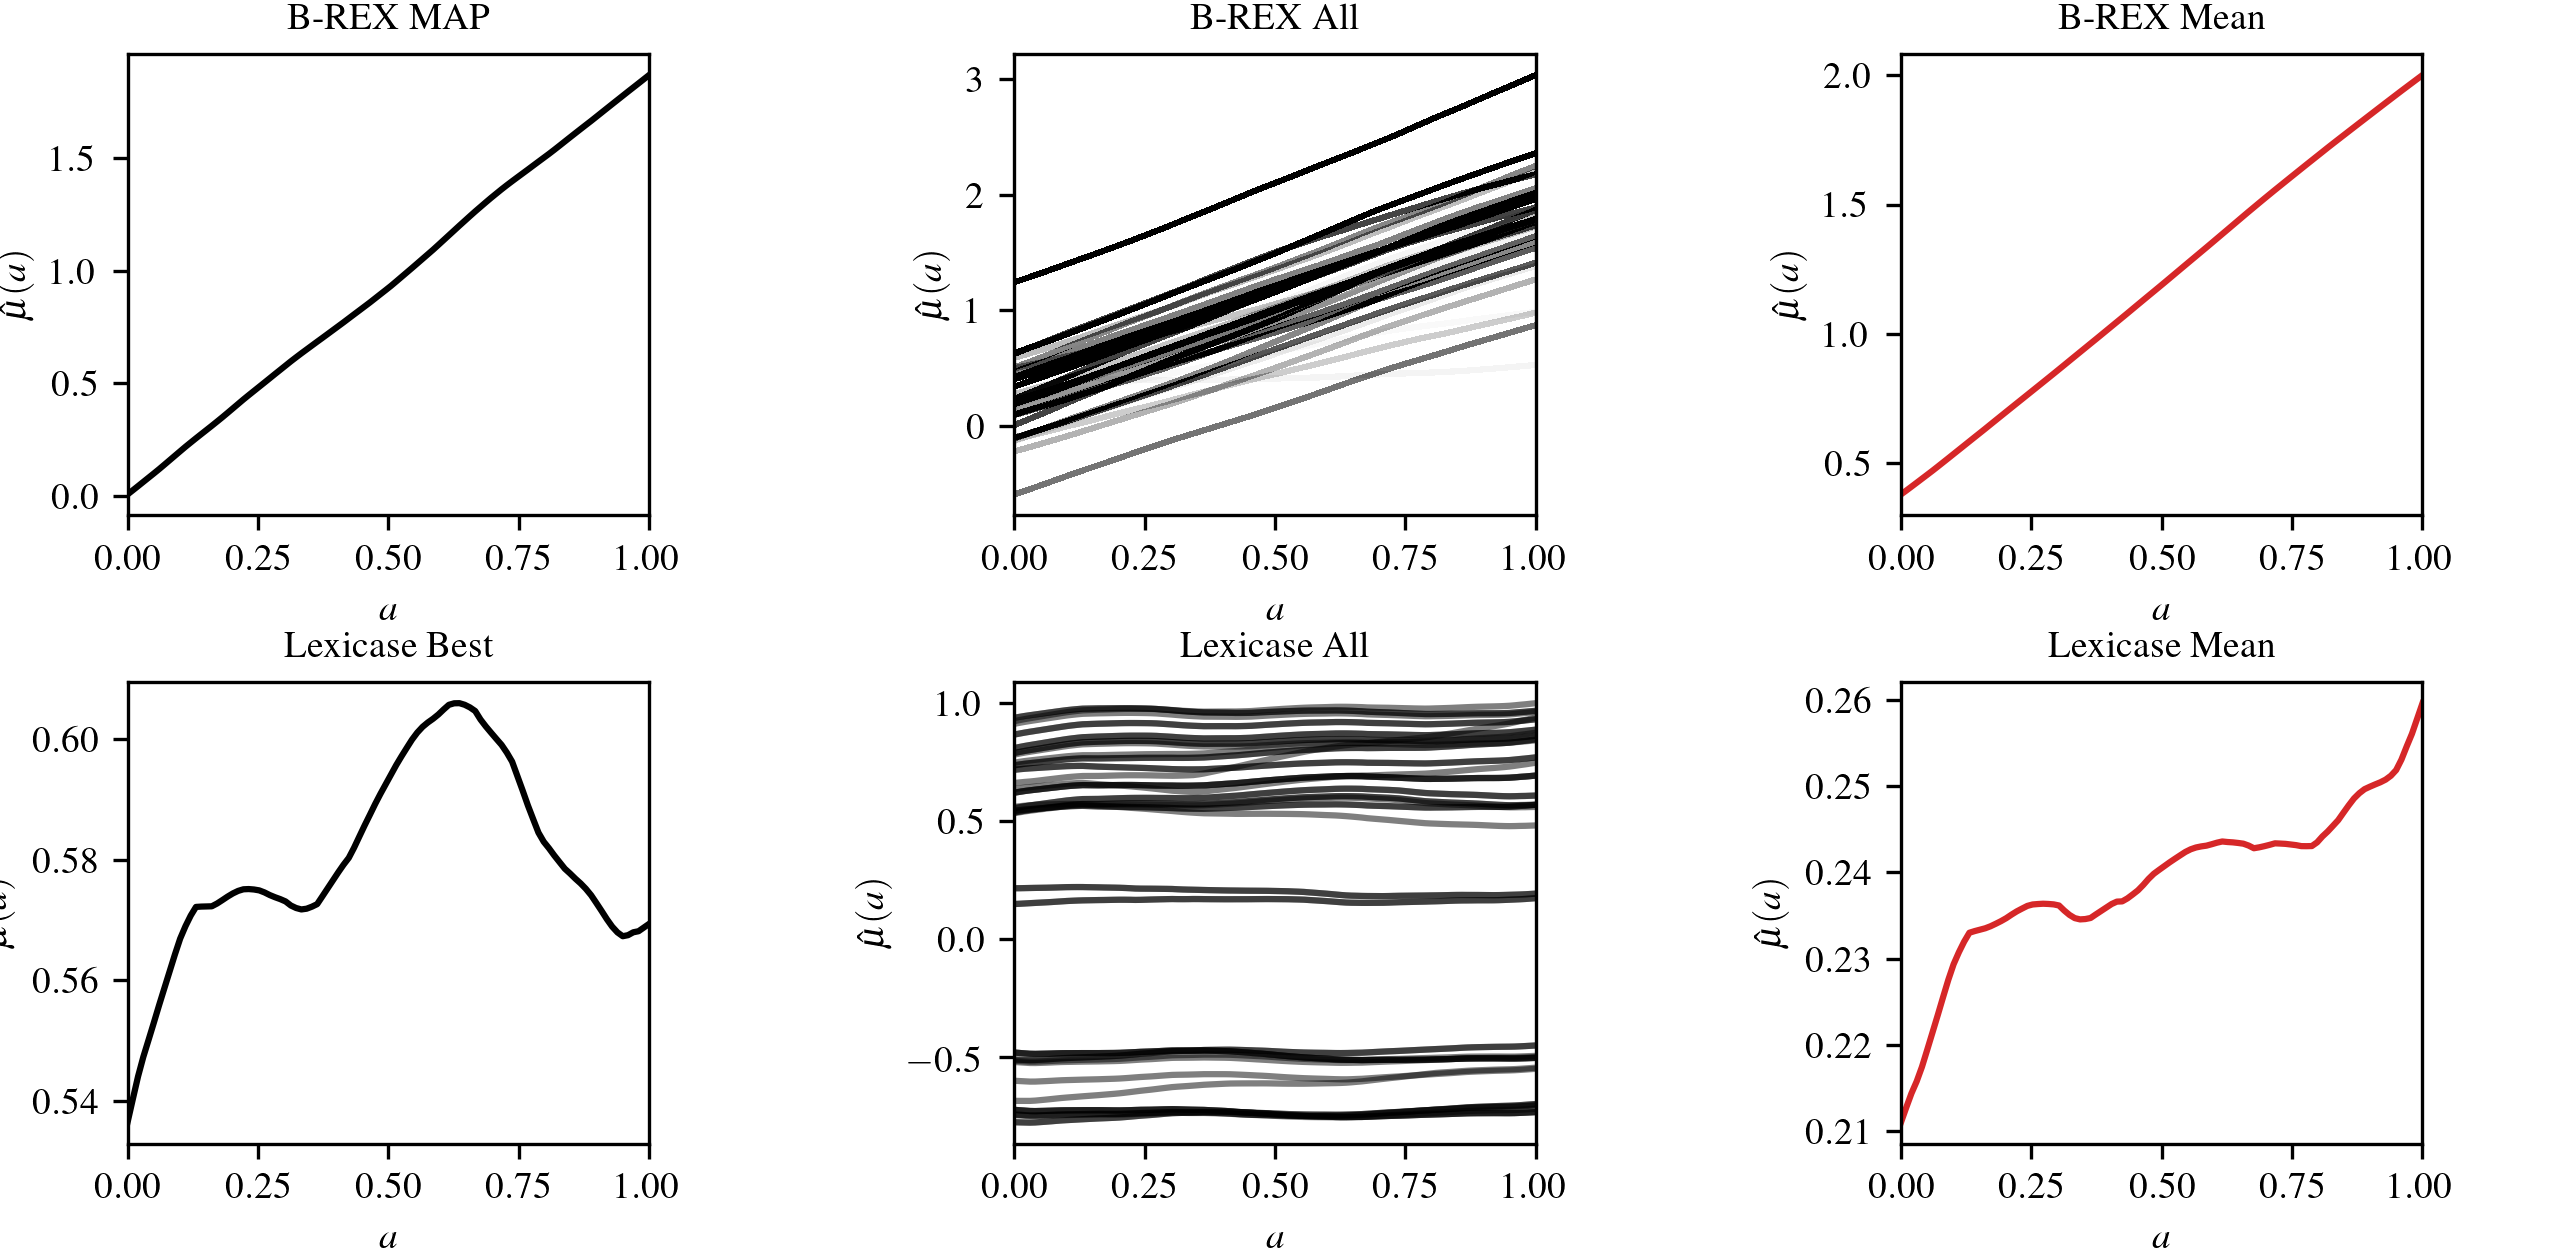 B-REX MAP
B-REX All
B-REX Mean
1.5
1.0
0.5
0.0
μ̂(a)
0.00 0.25 0.50 0.75 1.00
a
3
2
1
0
μ̂(a)
0.00 0.25 0.50 0.75 1.00
a
2.0
1.5
1.0
0.5
μ̂(a)
0.00 0.25 0.50 0.75 1.00
a
Lexicase Best
Lexicase All
Lexicase Mean
0.60
0.58
0.56
0.54
0.00 0.25 0.50 0.75 1.00
a
1.0
0.5
0.0
−0.5
μ̂(a)
0.00 0.25 0.50 0.75 1.00
a
0.26
0.25
0.24
0.23
0.22
0.21
μ̂(a)
0.00 0.25 0.50 0.75 1.00
a